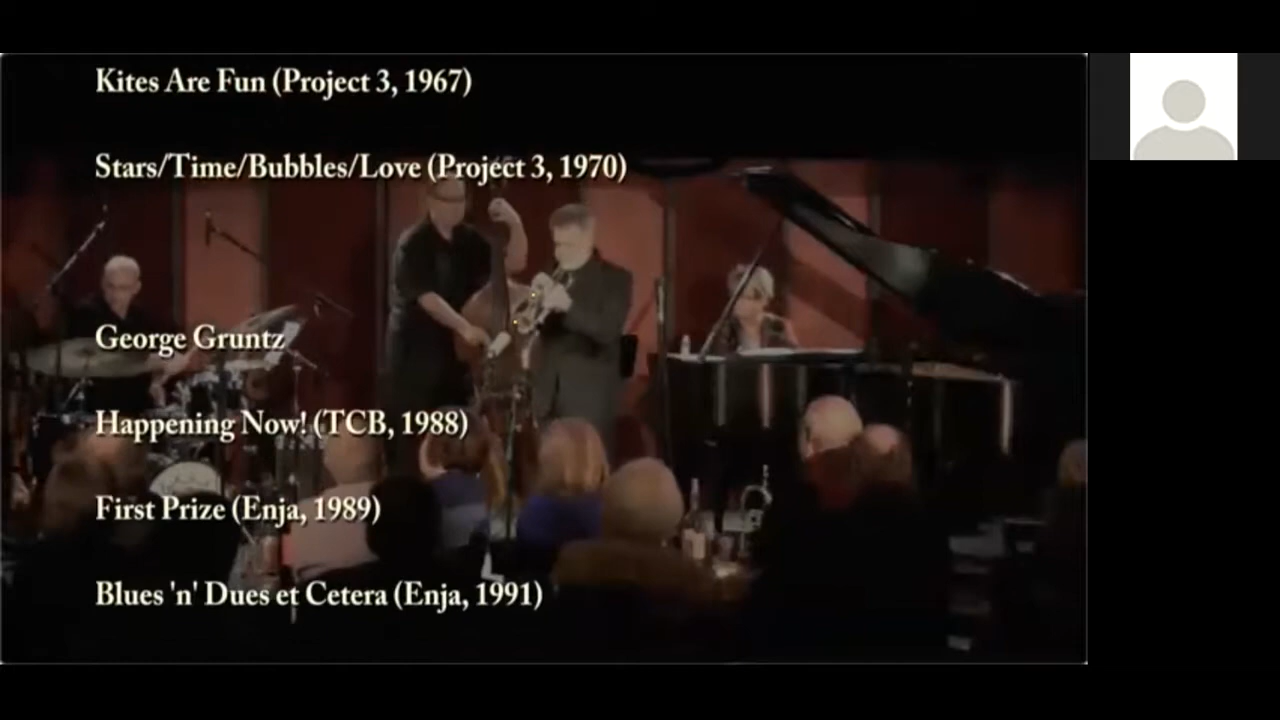 Kites Are Fun (Project 3, 1967)
Stars/Time/Bubbles/Love (Project 3, 1970)
George Gruntz
Happening Now! (TCB, 1988)
First Prize (Enja, 1989)
Blues 'n' Dues et Cetera (Enja, 1991)